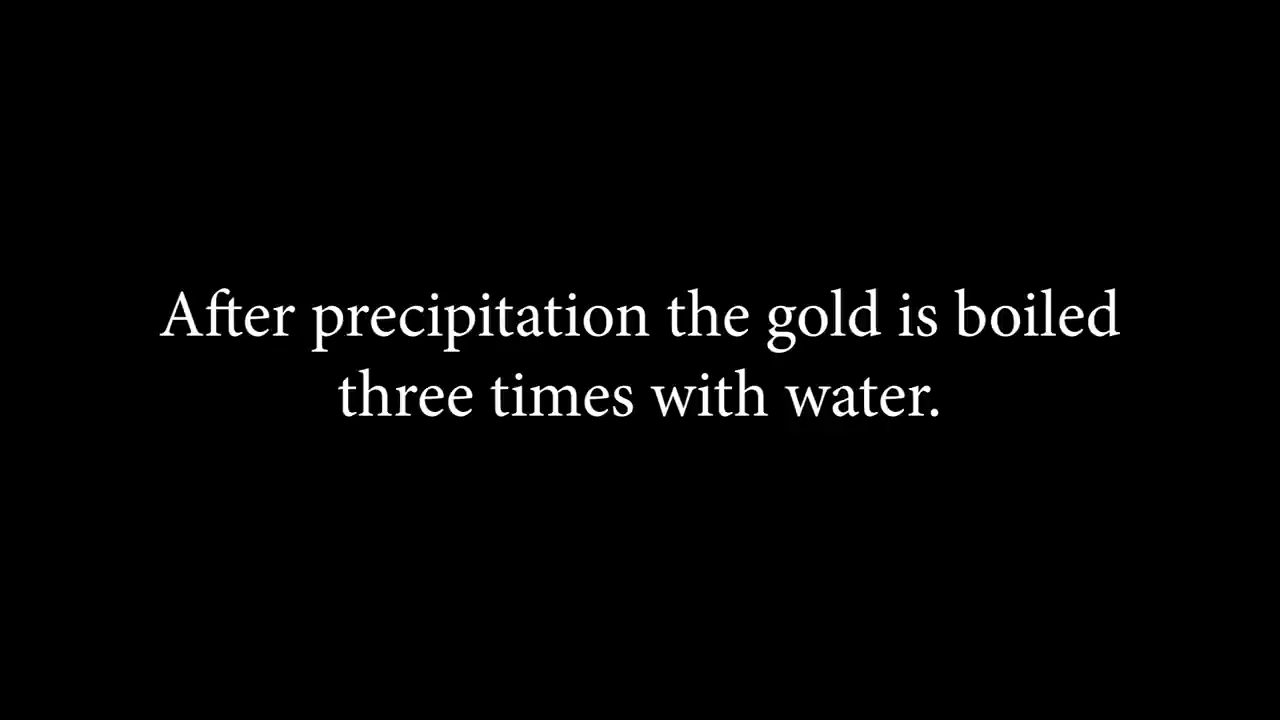 After precipitation the gold is boiled
three times with water.